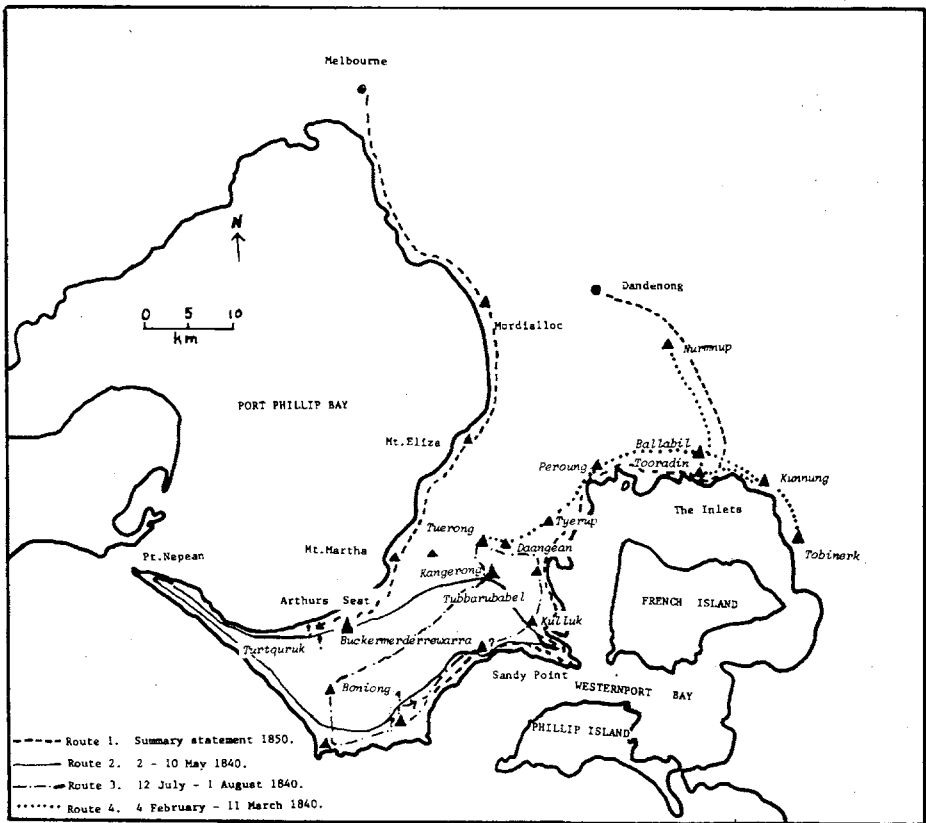 Melbourne
N
Dandenong
0 5 10
km
Mordialloc
Nurmnup
PORT PHILLIP BAY
Mt.Eliza
Ballabil
Peroung
Tooradin
Kunnung
The Inlets
Tyerup
Tuerong
Mt.Martha
Daangean
Tobinerk
Pt.Nepean
Kangerong
Arthurs Seat
Tubbarubabel
FRENCH ISLAND
Turtquruk
Buckermerderrewarra
Kulluk
?
Sandy Point
Boniong
WESTERNPORT BAY
?
PHILLIP ISLAND
Route 1. Summary statement 1850.
Route 2. 2 - 10 May 1840.
Route 3. 12 July - 1 August 1840.
Route 4. 4 February - 11 March 1840.